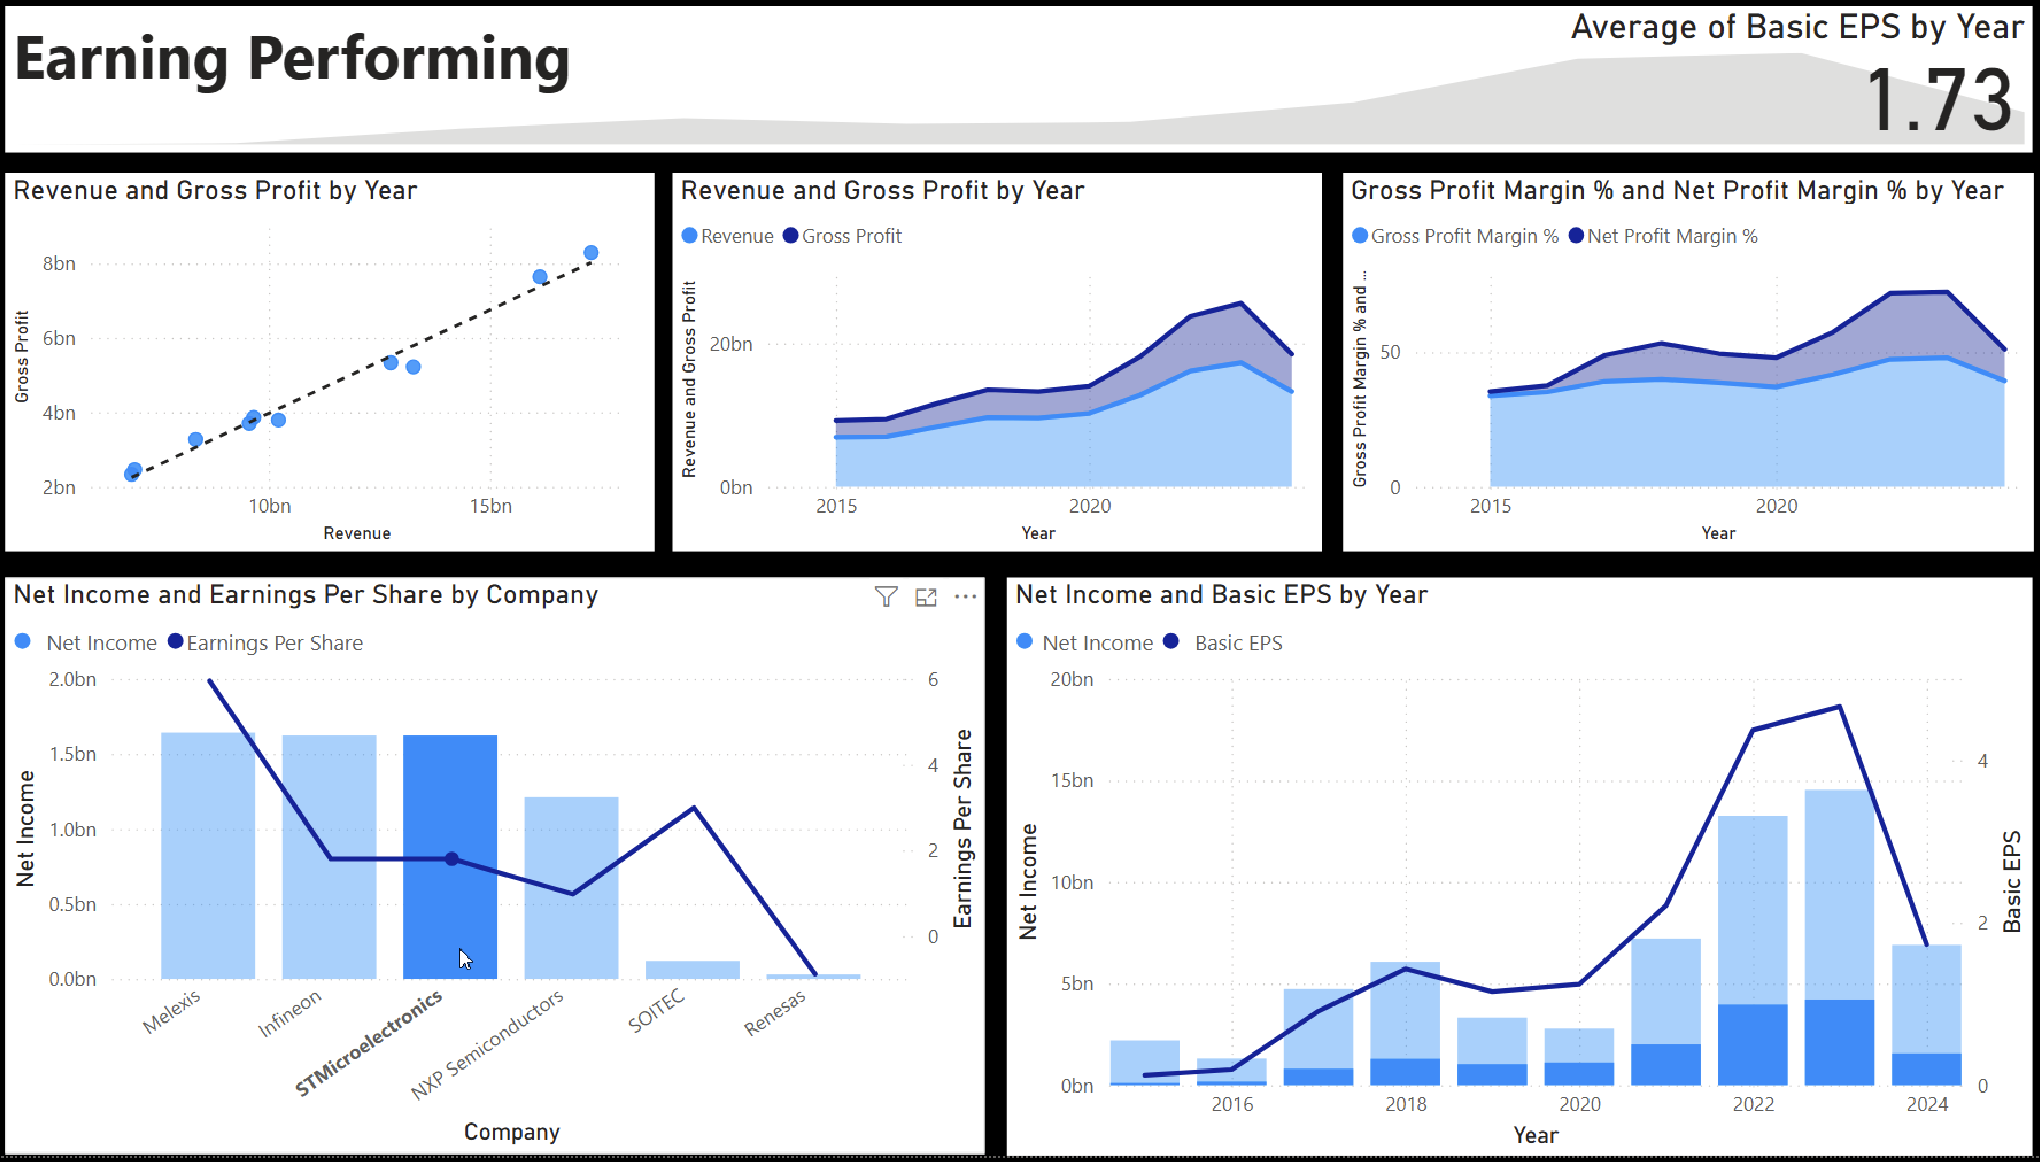 Earning Performing
Average of Basic EPS by Year
1.73
Revenue and Gross Profit by Year
8bn
6bn
4bn
2bn
Gross Profit
10bn
15bn
Revenue
Revenue and Gross Profit by Year
Revenue
Gross Profit
Revenue and Gross Profit
20bn
0bn
2015
2020
Year
Gross Profit Margin % and Net Profit Margin % by Year
Gross Profit Margin %
Net Profit Margin %
Gross Profit Margin % and ...
50
0
2015
2020
Year
Net Income and Earnings Per Share by Company
Net Income
Earnings Per Share
2.0bn
1.5bn
1.0bn
0.5bn
0.0bn
Net Income
6
4
2
0
Earnings Per Share
Melexis
Infineon
STMicroelectronics
NXP Semiconductors
SOITEC
Renesas
Company
Net Income and Basic EPS by Year
Net Income
Basic EPS
20bn
15bn
10bn
5bn
0bn
Net Income
4
2
0
Basic EPS
2016
2018
2020
2022
2024
Year